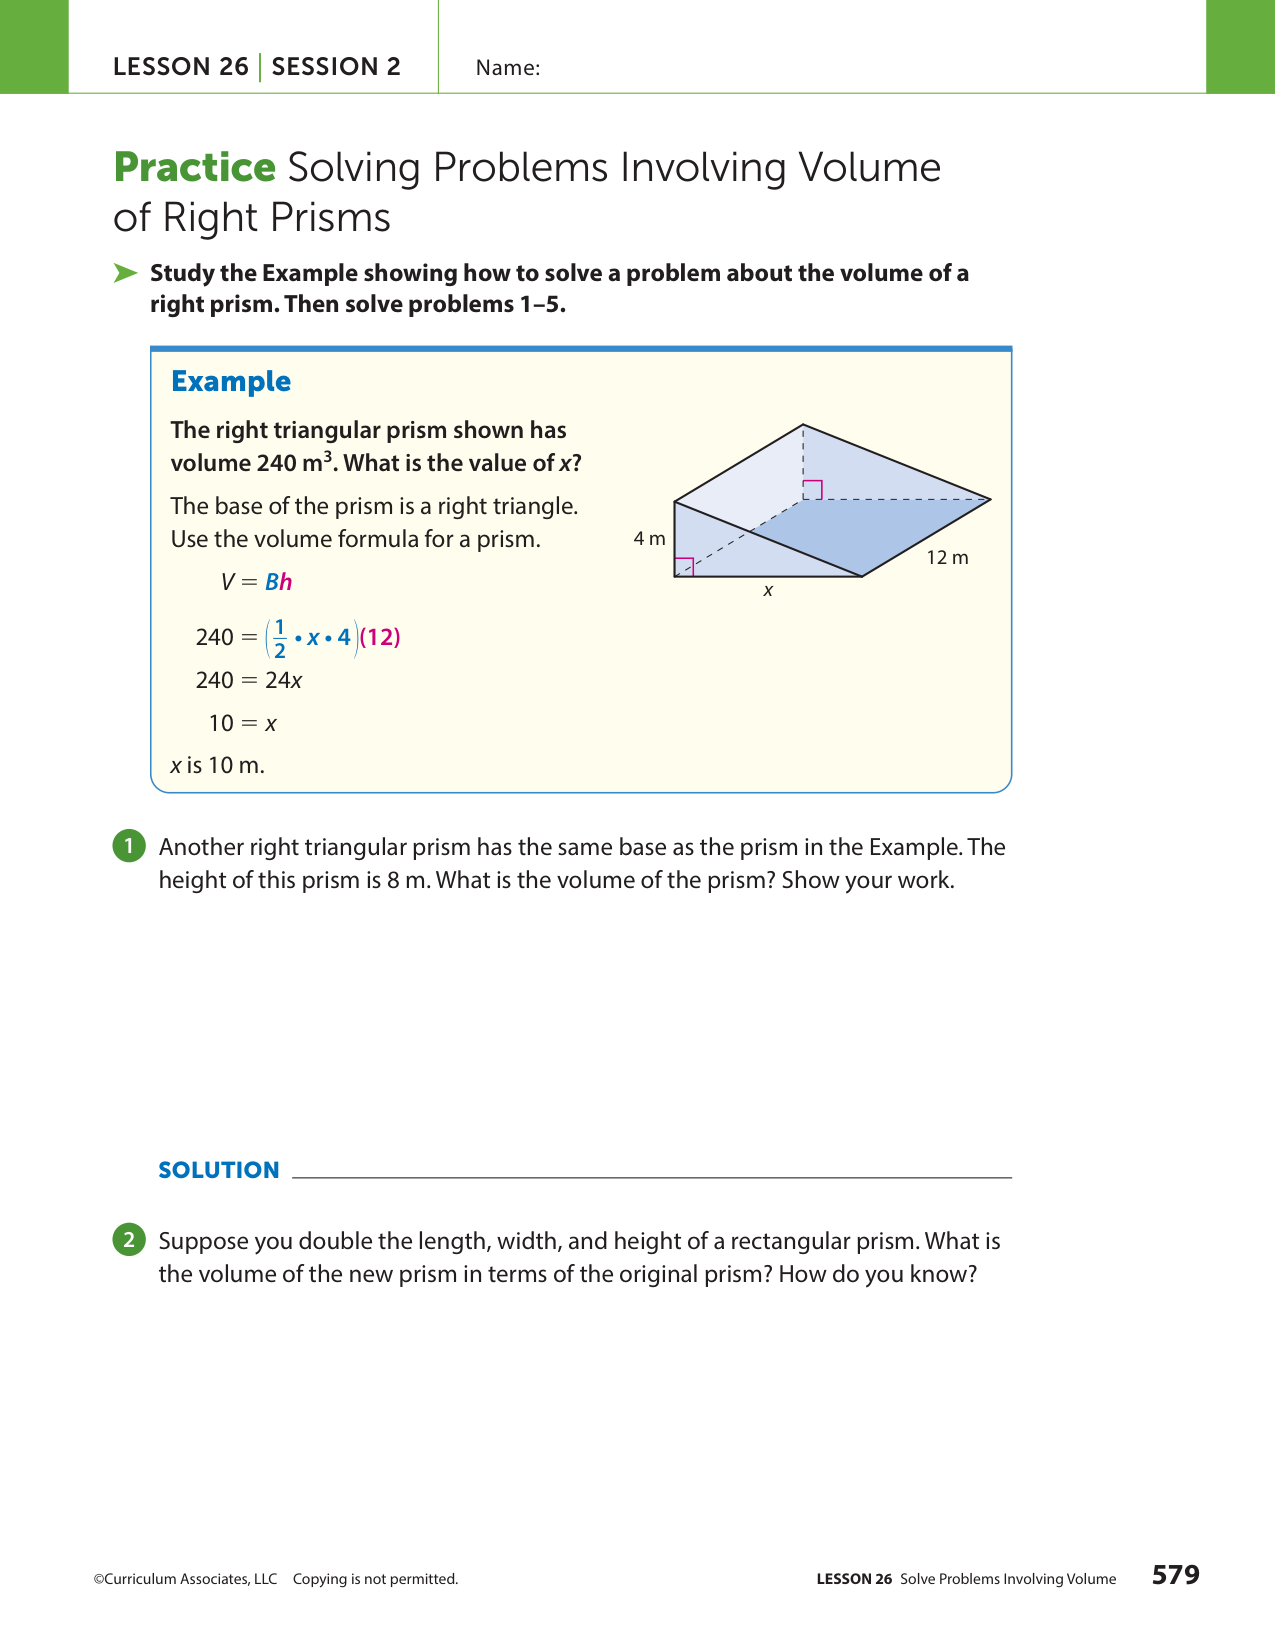 LESSON 26 | SESSION 2
Name:
Practice Solving Problems Involving Volume
of Right Prisms
➤ Study the Example showing how to solve a problem about the volume of a
right prism. Then solve problems 1–5.
Example
The right triangular prism shown has
volume 240 m³. What is the value of x?
The base of the prism is a right triangle.
Use the volume formula for a prism.
V = Bh
240 = (1/2 • x • 4)(12)
240 = 24x
10 = x
x is 10 m.
4 m
12 m
x
1 Another right triangular prism has the same base as the prism in the Example. The
height of this prism is 8 m. What is the volume of the prism? Show your work.
SOLUTION
2 Suppose you double the length, width, and height of a rectangular prism. What is
the volume of the new prism in terms of the original prism? How do you know?
©Curriculum Associates, LLC Copying is not permitted.
LESSON 26 Solve Problems Involving Volume 579